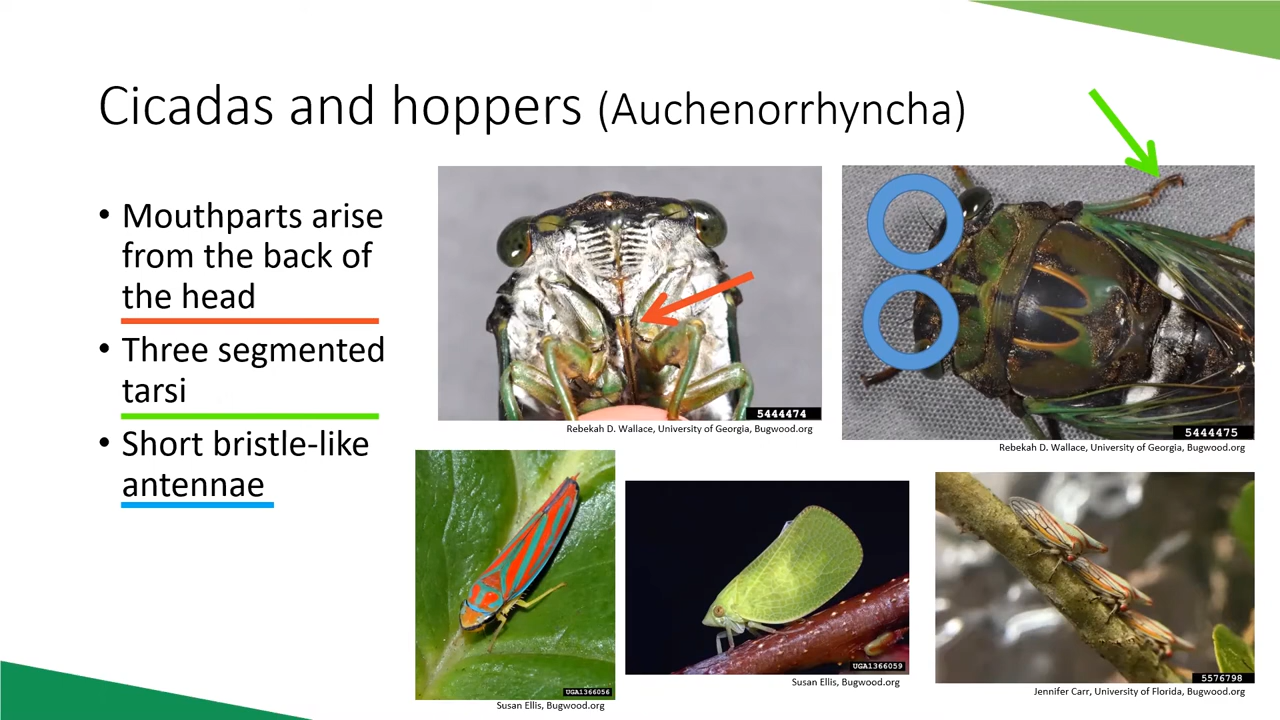 Cicadas and hoppers (Auchenorrhyncha)
• Mouthparts arise
from the back of
the head
• Three segmented
tarsi
• Short bristle-like
antennae
5444474
Rebekah D. Wallace, University of Georgia, Bugwood.org
5444475
Rebekah D. Wallace, University of Georgia, Bugwood.org
UGA1366056
Susan Ellis, Bugwood.org
UGA1366059
Susan Ellis, Bugwood.org
5576798
Jennifer Carr, University of Florida, Bugwood.org